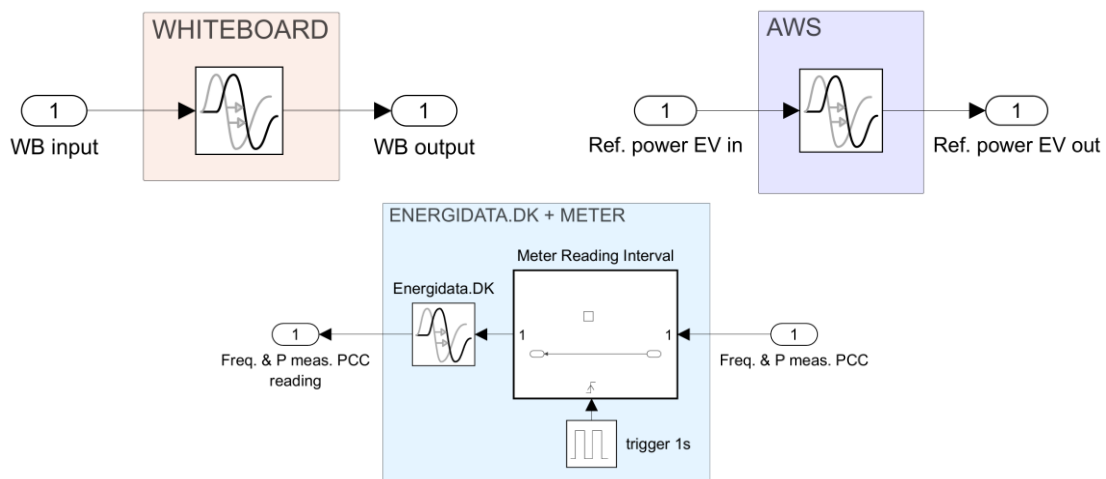 WHITEBOARD
1
WB input
1
WB output
AWS
1
Ref. power EV in
1
Ref. power EV out
ENERGIDATA.DK + METER
Meter Reading Interval
Energidata.DK
1
Freq. & P meas. PCC
reading
1
1
1
Freq. & P meas. PCC
trigger 1s